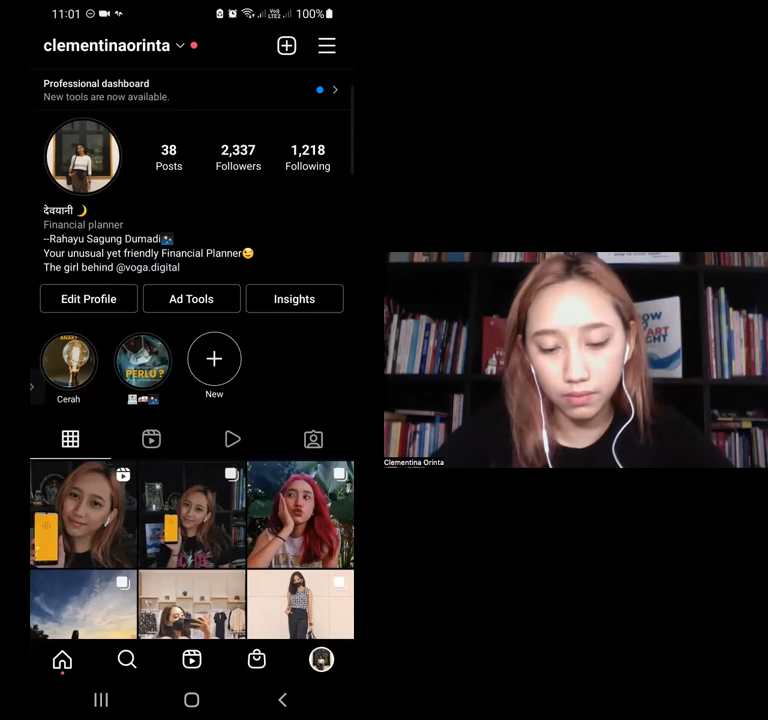 11:01
Vo5
LTE2
100%
clementinaorinta
Professional dashboard
New tools are now available.
38
2,337
1,218
Posts
Followers
Following
देवयानी 🌙
Financial planner
--Rahayu Sagung Dumadi🌃
Your unusual yet friendly Financial Planner😉
The girl behind @voga.digital
Edit Profile
Ad Tools
Insights
PERLU ?
Cerah
New
Clementina Orinta